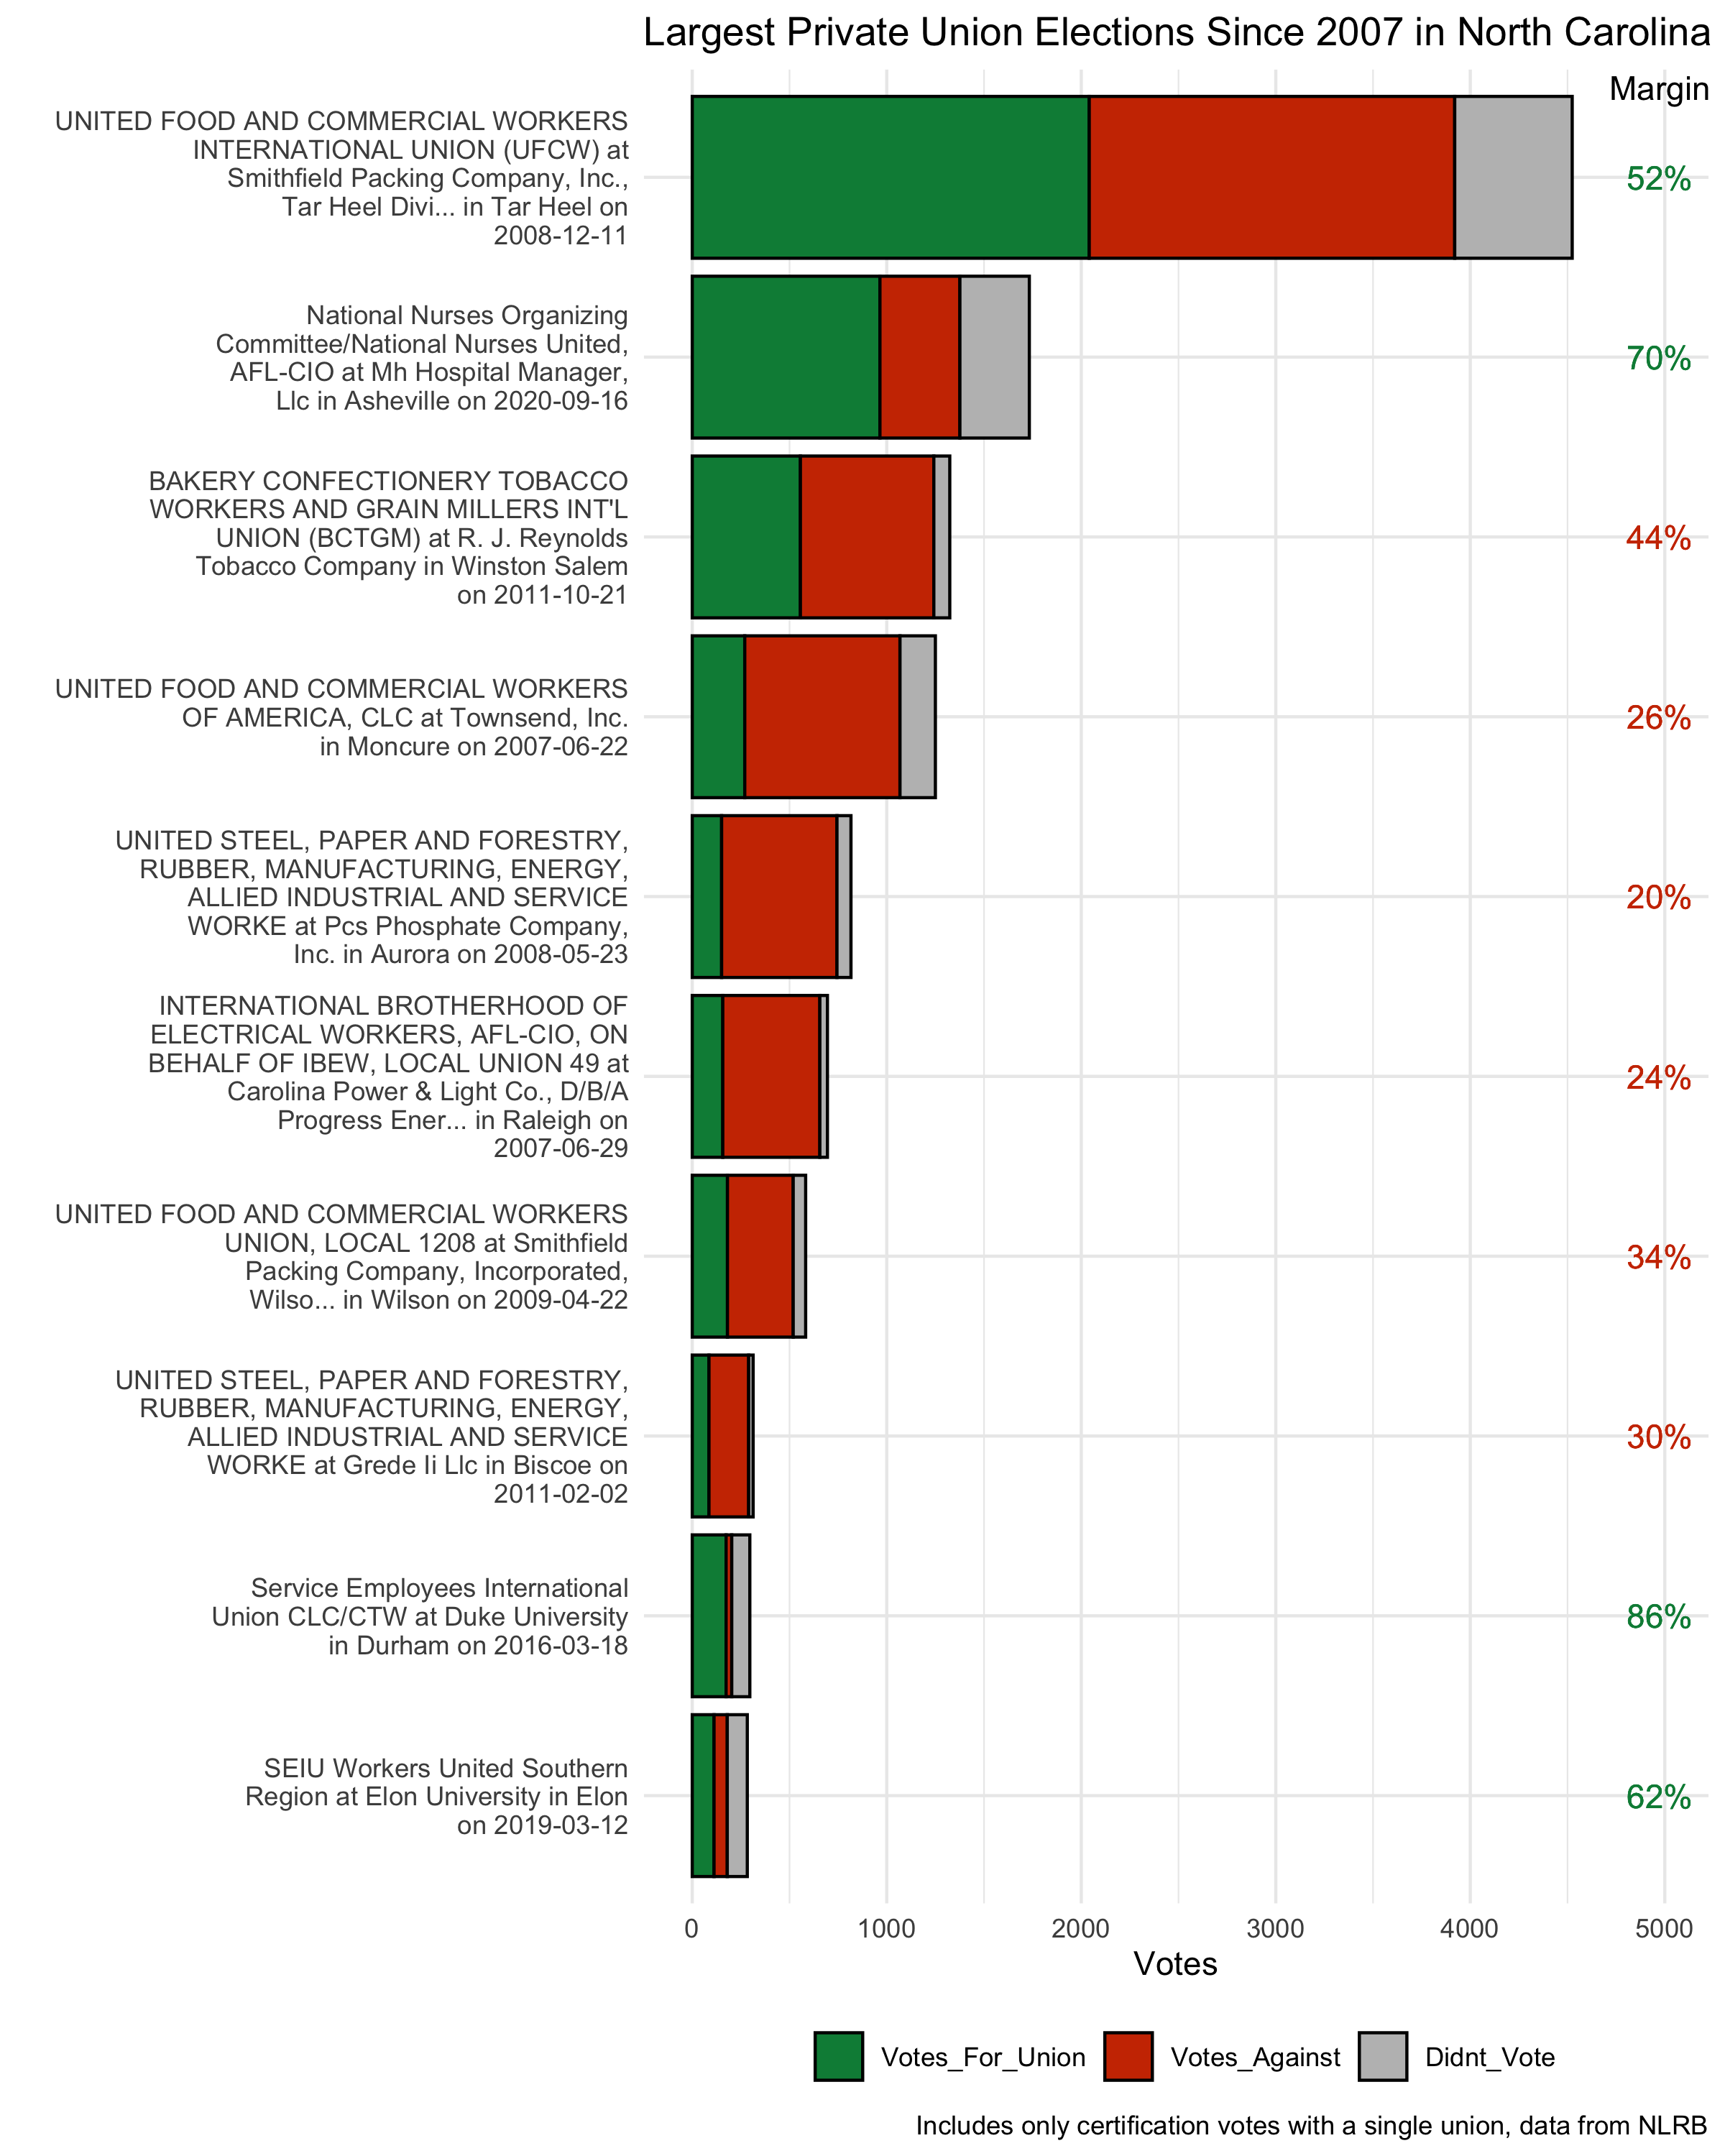 Largest Private Union Elections Since 2007 in North Carolina
Margin
UNITED FOOD AND COMMERCIAL WORKERS
INTERNATIONAL UNION (UFCW) at
Smithfield Packing Company, Inc.,
Tar Heel Divi... in Tar Heel on
2008-12-11
52%
National Nurses Organizing
Committee/National Nurses United,
AFL-CIO at Mh Hospital Manager,
Llc in Asheville on 2020-09-16
70%
BAKERY CONFECTIONERY TOBACCO
WORKERS AND GRAIN MILLERS INT'L
UNION (BCTGM) at R. J. Reynolds
Tobacco Company in Winston Salem
on 2011-10-21
44%
UNITED FOOD AND COMMERCIAL WORKERS
OF AMERICA, CLC at Townsend, Inc.
in Moncure on 2007-06-22
26%
UNITED STEEL, PAPER AND FORESTRY,
RUBBER, MANUFACTURING, ENERGY,
ALLIED INDUSTRIAL AND SERVICE
WORKE at Pcs Phosphate Company,
Inc. in Aurora on 2008-05-23
20%
INTERNATIONAL BROTHERHOOD OF
ELECTRICAL WORKERS, AFL-CIO, ON
BEHALF OF IBEW, LOCAL UNION 49 at
Carolina Power & Light Co., D/B/A
Progress Ener... in Raleigh on
2007-06-29
24%
UNITED FOOD AND COMMERCIAL WORKERS
UNION, LOCAL 1208 at Smithfield
Packing Company, Incorporated,
Wilso... in Wilson on 2009-04-22
34%
UNITED STEEL, PAPER AND FORESTRY,
RUBBER, MANUFACTURING, ENERGY,
ALLIED INDUSTRIAL AND SERVICE
WORKE at Grede Ii Llc in Biscoe on
2011-02-02
30%
Service Employees International
Union CLC/CTW at Duke University
in Durham on 2016-03-18
86%
SEIU Workers United Southern
Region at Elon University in Elon
on 2019-03-12
62%
0 1000 2000 3000 4000 5000
Votes
Votes_For_Union Votes_Against Didnt_Vote
Includes only certification votes with a single union, data from NLRB